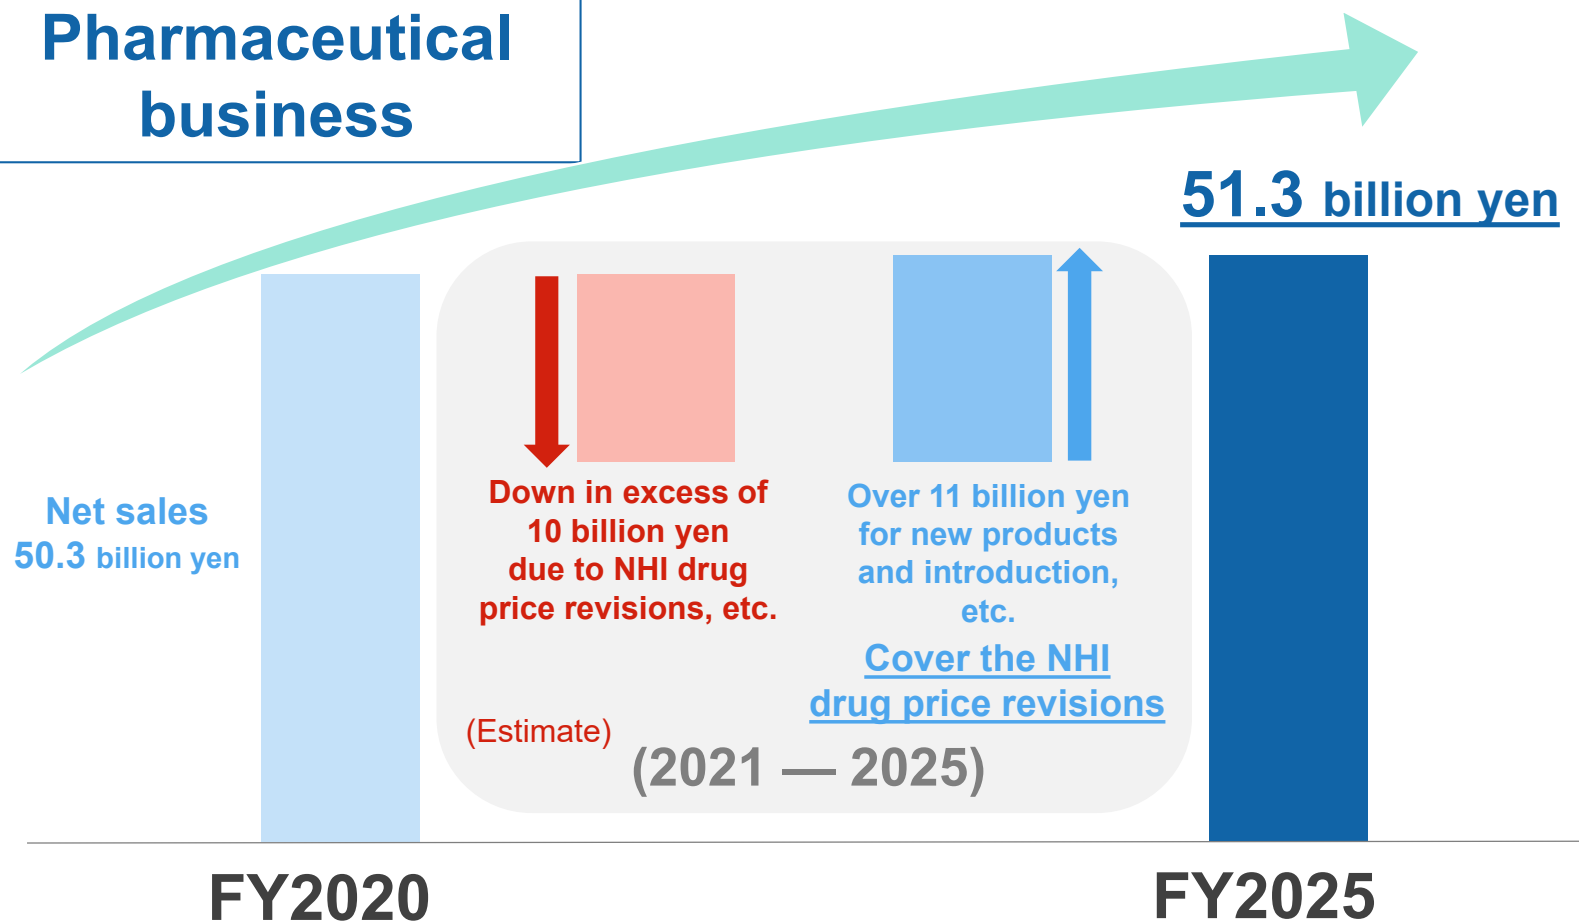 Pharmaceutical
business
51.3 billion yen
Net sales
50.3 billion yen
Down in excess of
10 billion yen
due to NHI drug
price revisions, etc.
(Estimate)
Over 11 billion yen
for new products
and introduction,
etc.
Cover the NHI
drug price revisions
(2021 — 2025)
FY2020
FY2025